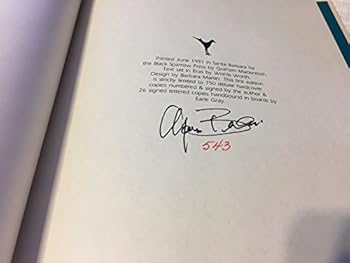 Printed June 1991 in Santa Barbara for
the Black Sparrow Press by Graham Mackintosh.
Text set in Eras by Words Worth.
Design by Barbara Martin. This first edition
is strictly limited to 750 deluxe hardcover
copies numbered & signed by the author &
26 signed lettered copies handbound in boards by
Earle Gray.
543